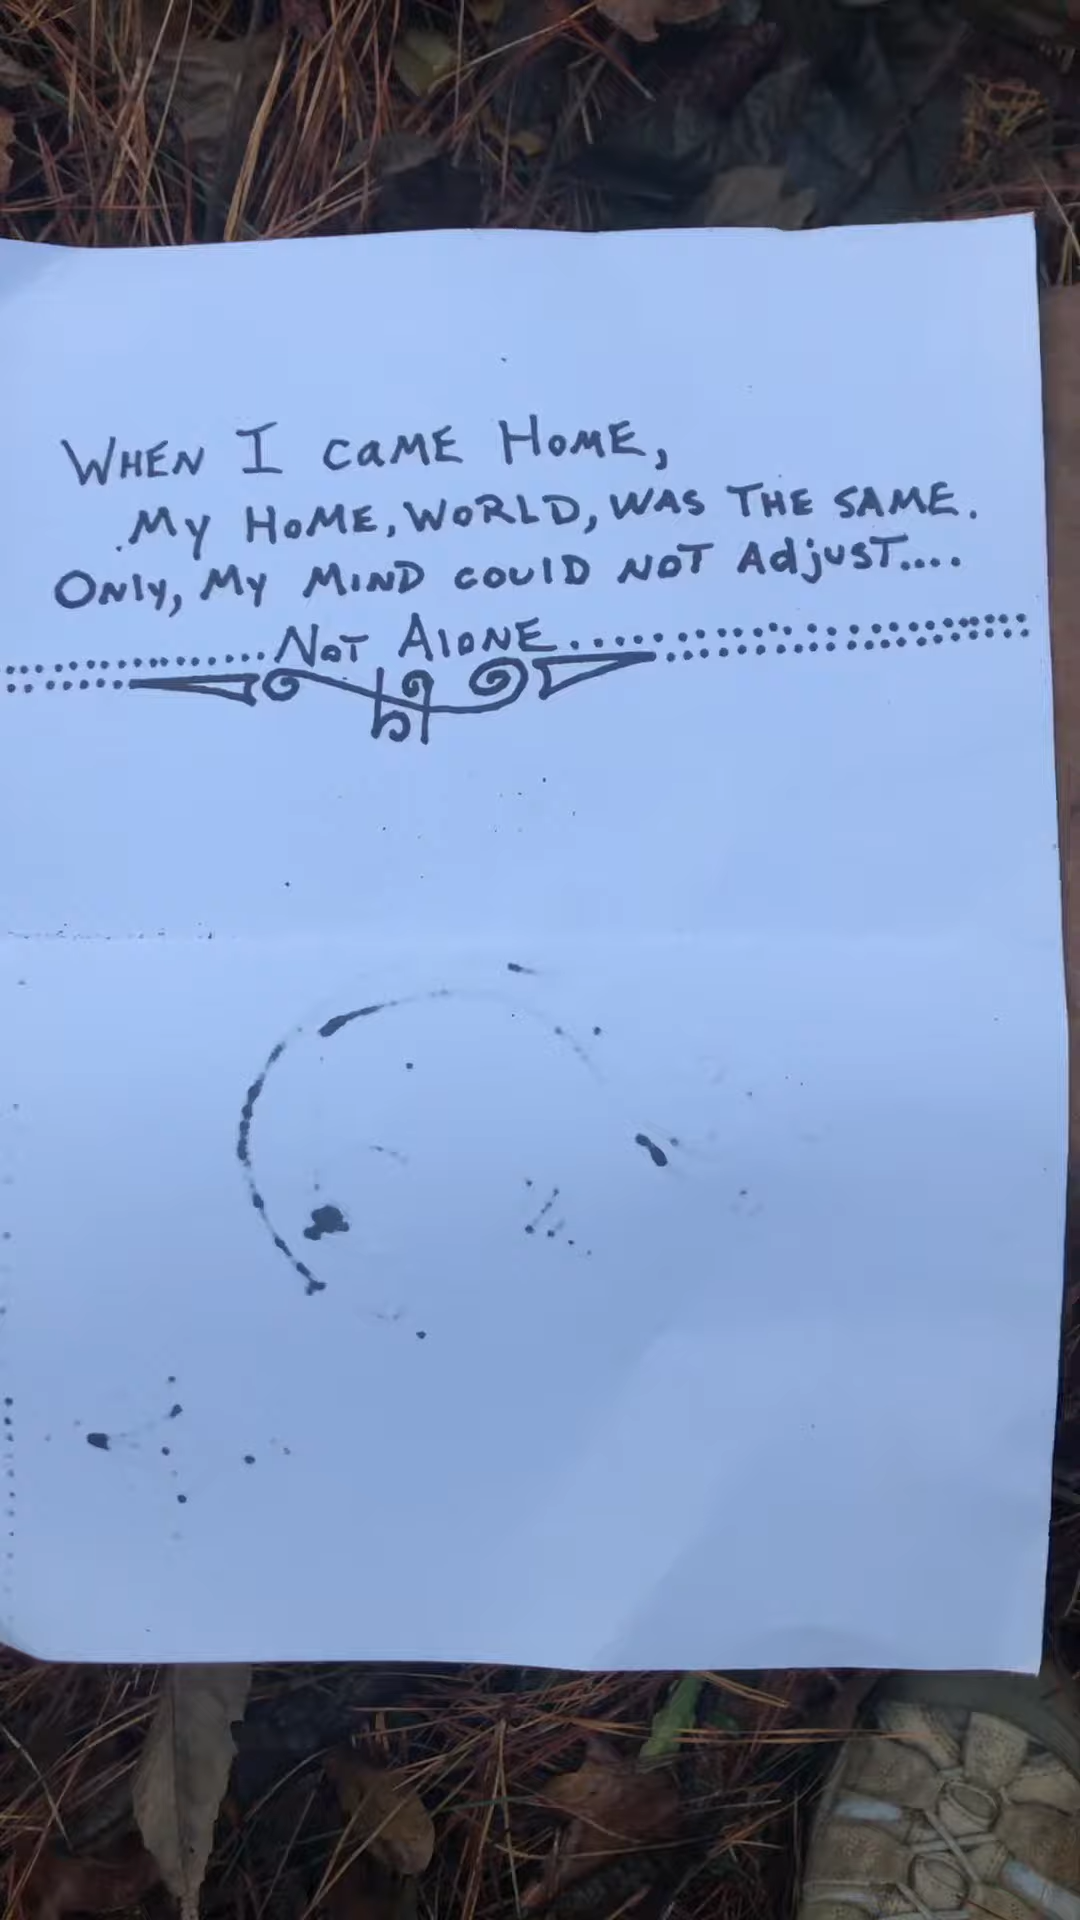 WHEN I CAME HOME,
MY HOME, WORLD, WAS THE SAME.
ONLY, MY MIND COULD NOT ADJUST....
NOT ALONE